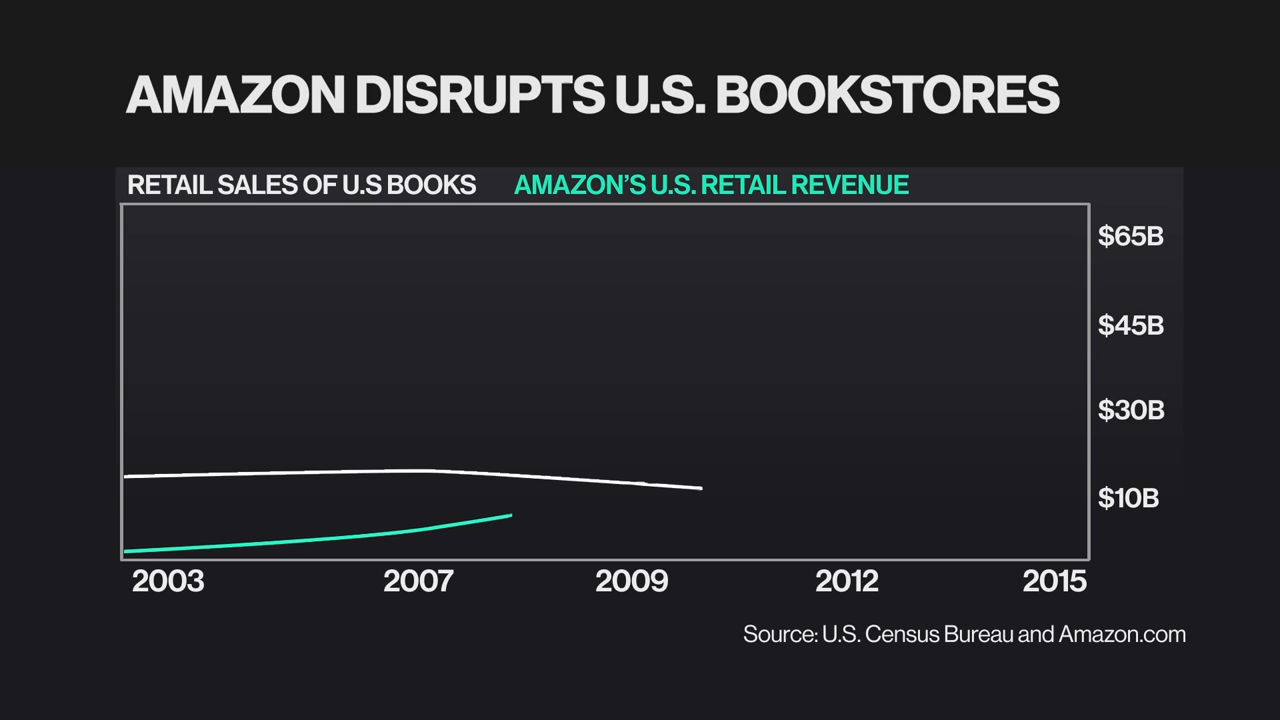 AMAZON DISRUPTS U.S. BOOKSTORES
RETAIL SALES OF U.S BOOKS AMAZON’S U.S. RETAIL REVENUE
$65B
$45B
$30B
$10B
2003 2007 2009 2012 2015
Source: U.S. Census Bureau and Amazon.com